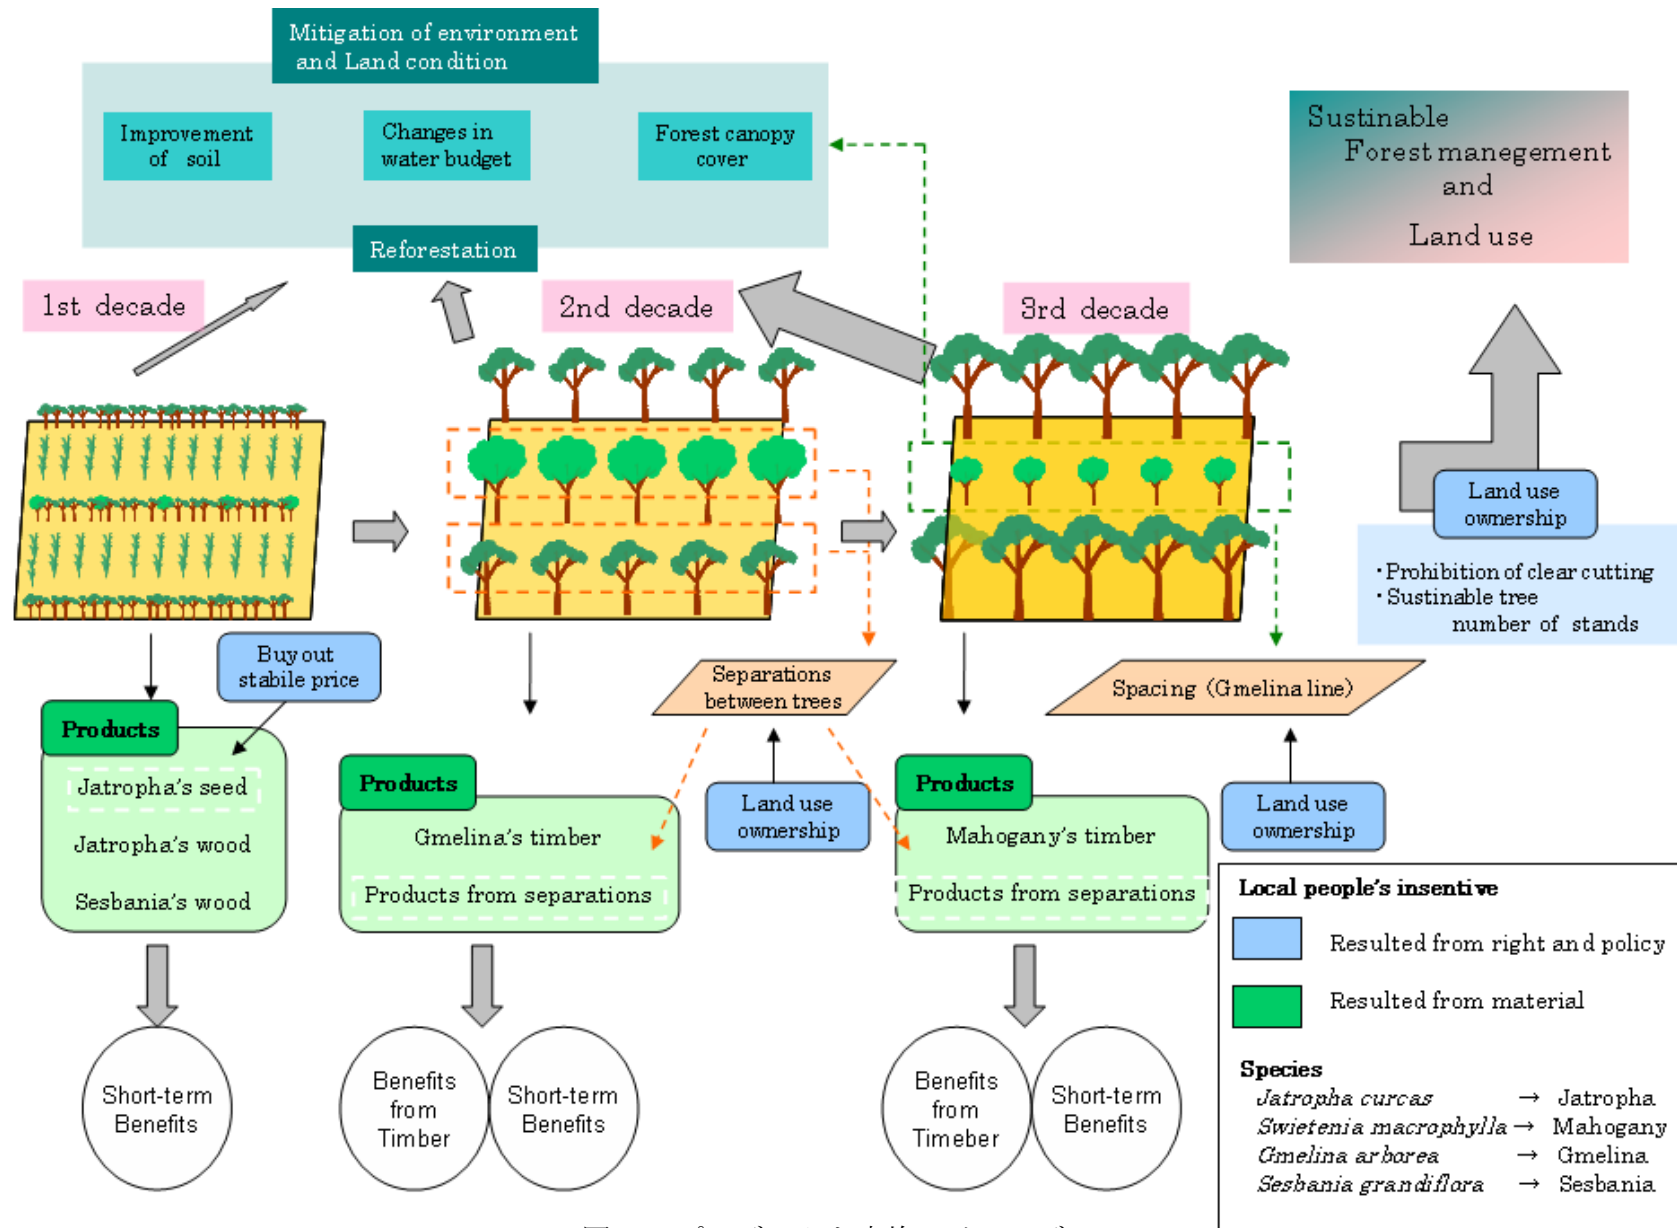 Mitigation of environment
and Land condition
Improvement
of soil
Changes in
water budget
Forest canopy
cover
Reforestation
Sustinable
Forest manegement
and
Land use
1st decade
2nd decade
3rd decade
Land use
ownership
・Prohibition of clear cutting
・Sustinable tree
number of stands
Buy out
stabile price
Separations
between trees
Spacing (Gmelina line)
Products
Jatropha's seed
Jatropha's wood
Sesbania's wood
Products
Gmelina's timber
Products from separations
Land use
ownership
Products
Mahogany's timber
Products from separations
Land use
ownership
Short-term
Benefits
Benefits
from
Timber
Short-term
Benefits
Benefits
from
Timeber
Short-term
Benefits
Local people's insentive
Resulted from right and policy
Resulted from material
Species
Jatropha curcas → Jatropha
Swietenia macrophylla → Mahogany
Gmelina arborea → Gmelina
Sesbania grandiflora → Sesbania